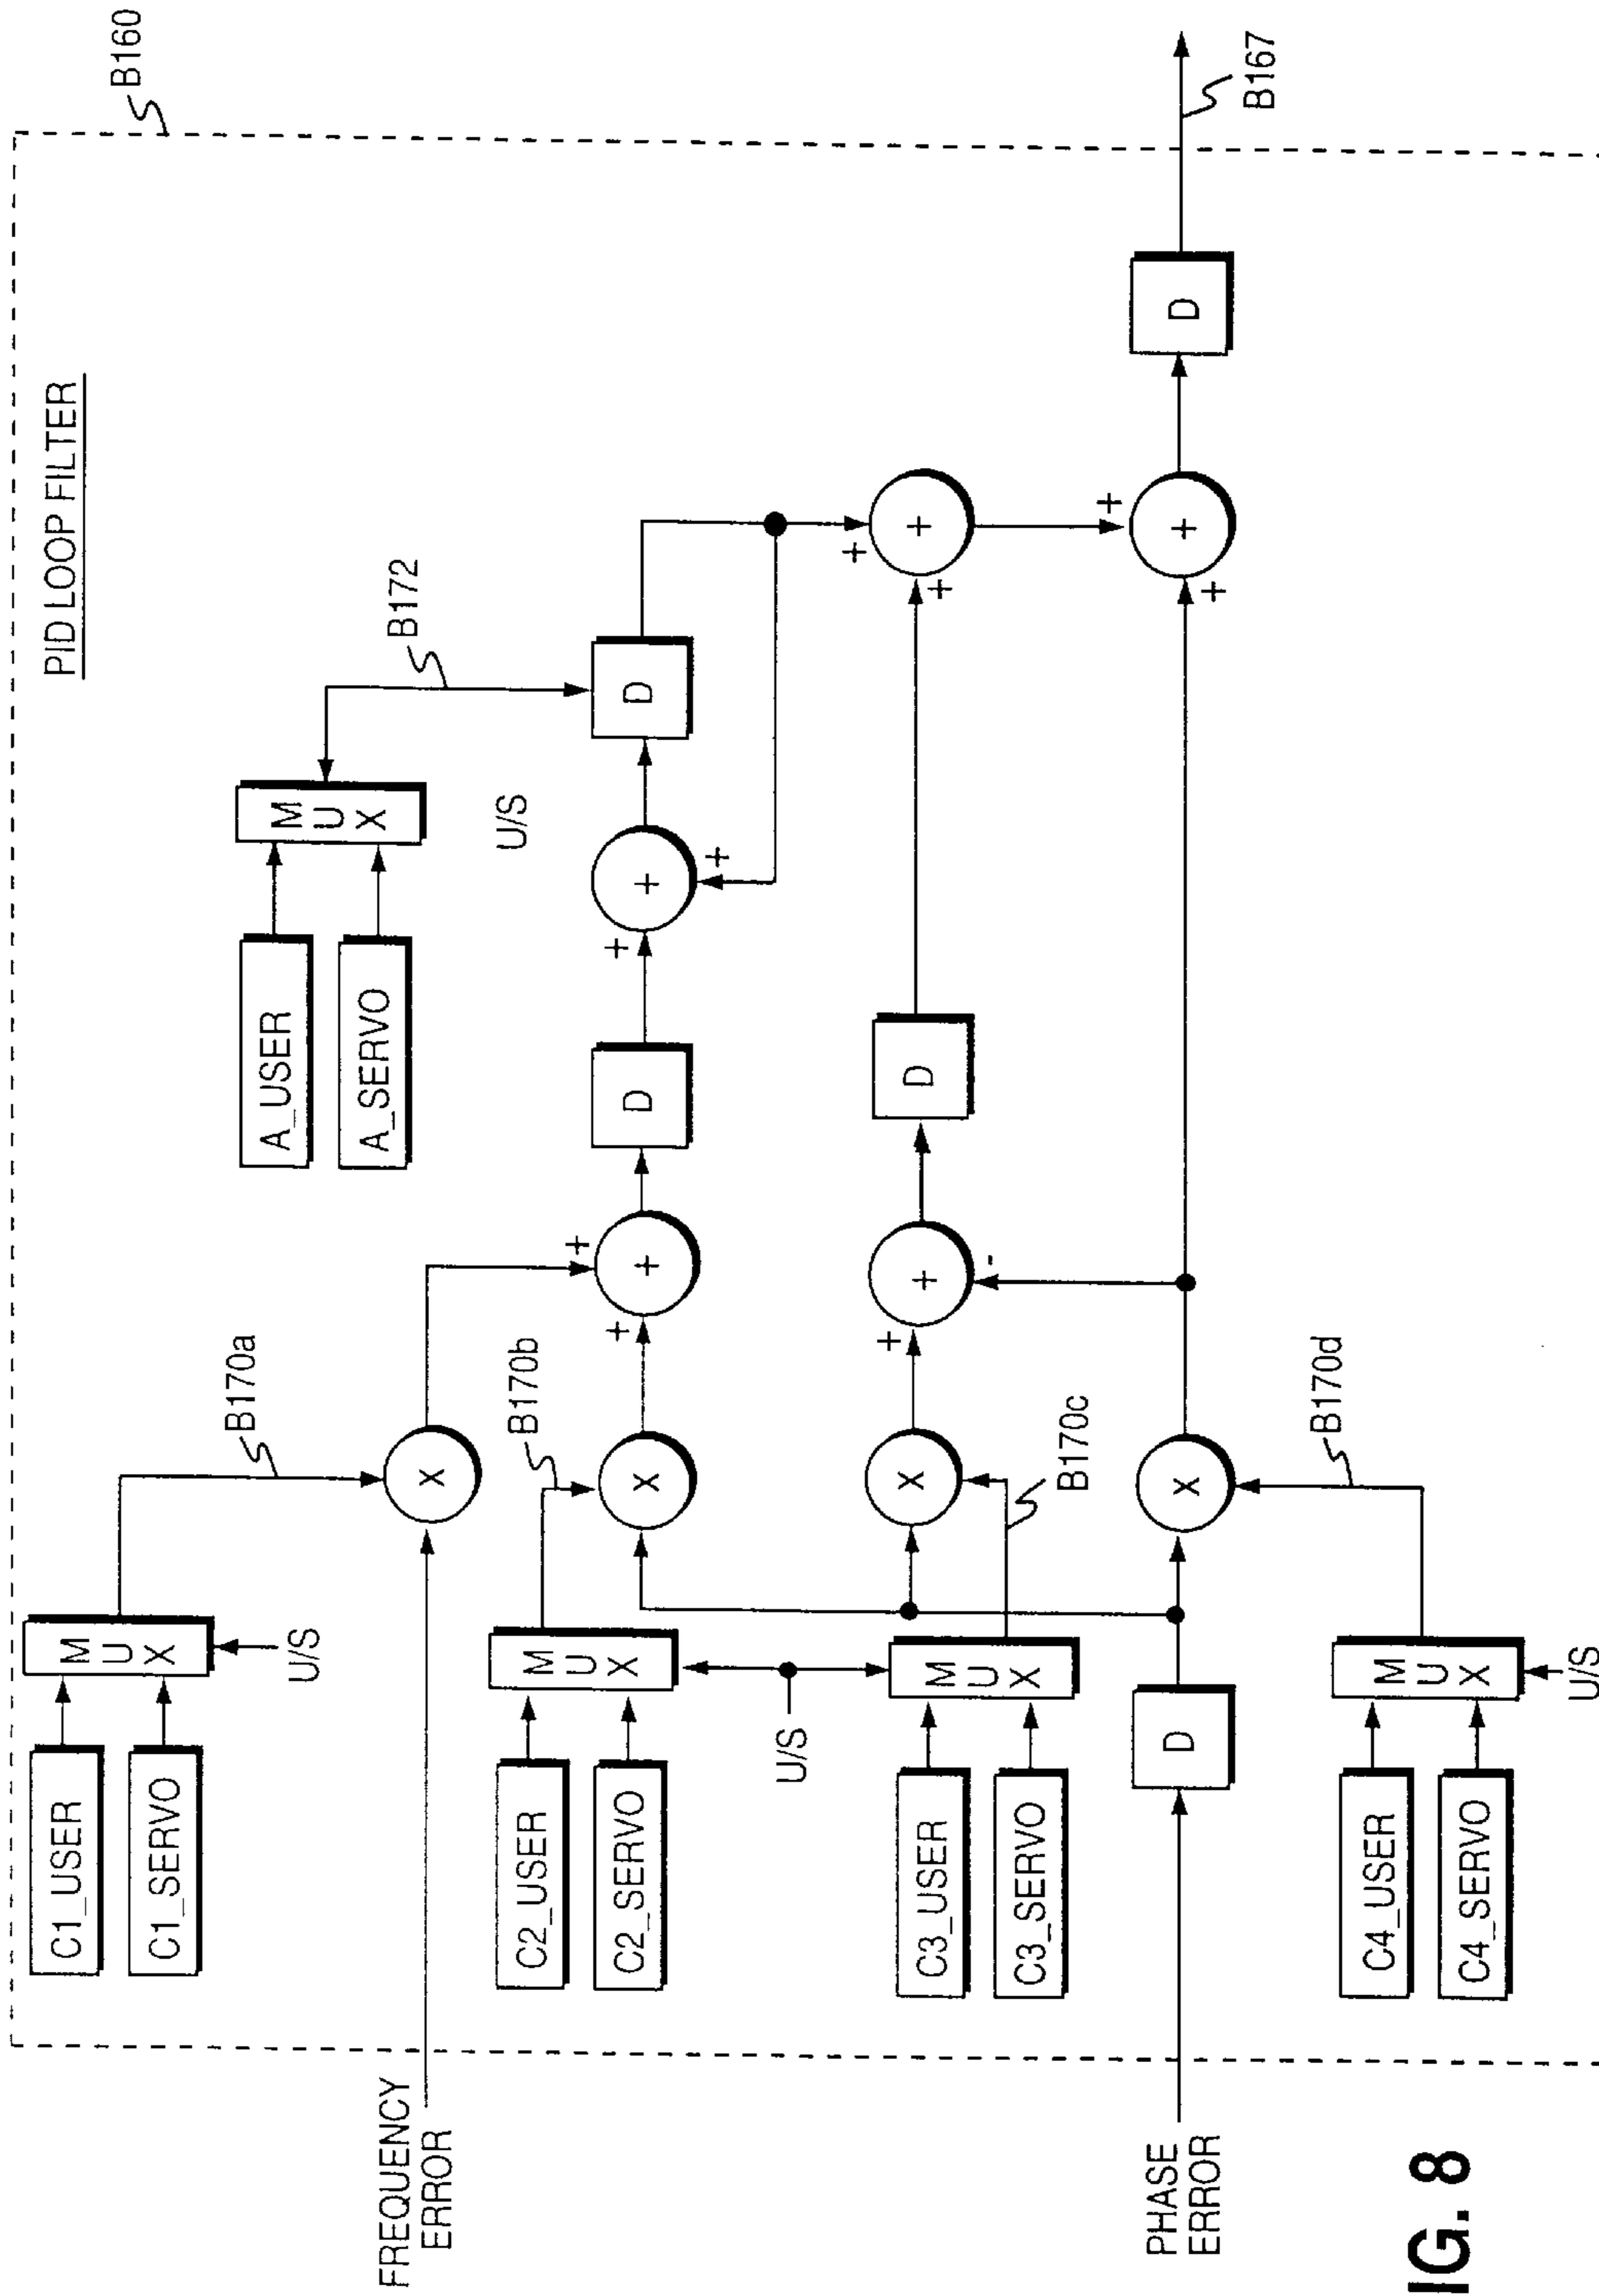 PID LOOP FILTER
B160
C1_USER
C1_SERVO
M
U
X
U/S
B170a
FREQUENCY
ERROR
X
A_USER
A_SERVO
M
U
X
U/S
B172
C2_USER
C2_SERVO
M
U
X
B170b
X
+
+
+
D
+
+
+
D
U/S
C3_USER
C3_SERVO
M
U
X
B170c
X
+
+
-
D
+
+
+
PHASE
ERROR
D
X
+
+
+
D
B167
C4_USER
C4_SERVO
M
U
X
U/S
B170d
IG. 8